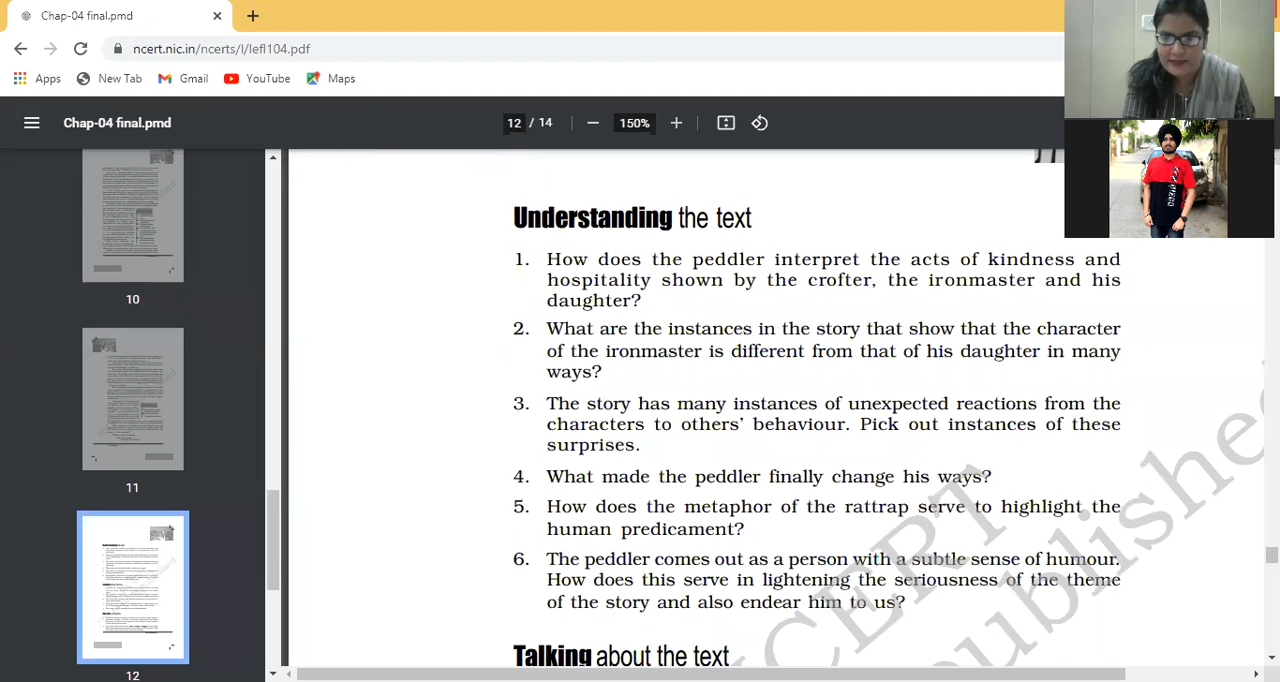 Chap-04 final.pmd
ncert.nic.in/ncerts/l/lefl104.pdf
Apps New Tab Gmail YouTube Maps
Chap-04 final.pmd
12 / 14
150%
10
11
12
Understanding the text
1. How does the peddler interpret the acts of kindness and
hospitality shown by the crofter, the ironmaster and his
daughter?
2. What are the instances in the story that show that the character
of the ironmaster is different from that of his daughter in many
ways?
3. The story has many instances of unexpected reactions from the
characters to others' behaviour. Pick out instances of these
surprises.
4. What made the peddler finally change his ways?
5. How does the metaphor of the rattrap serve to highlight the
human predicament?
6. The peddler comes out as a person with a subtle sense of humour.
How does this serve in lightening the seriousness of the theme
of the story and also endear him to us?
Talking about the text